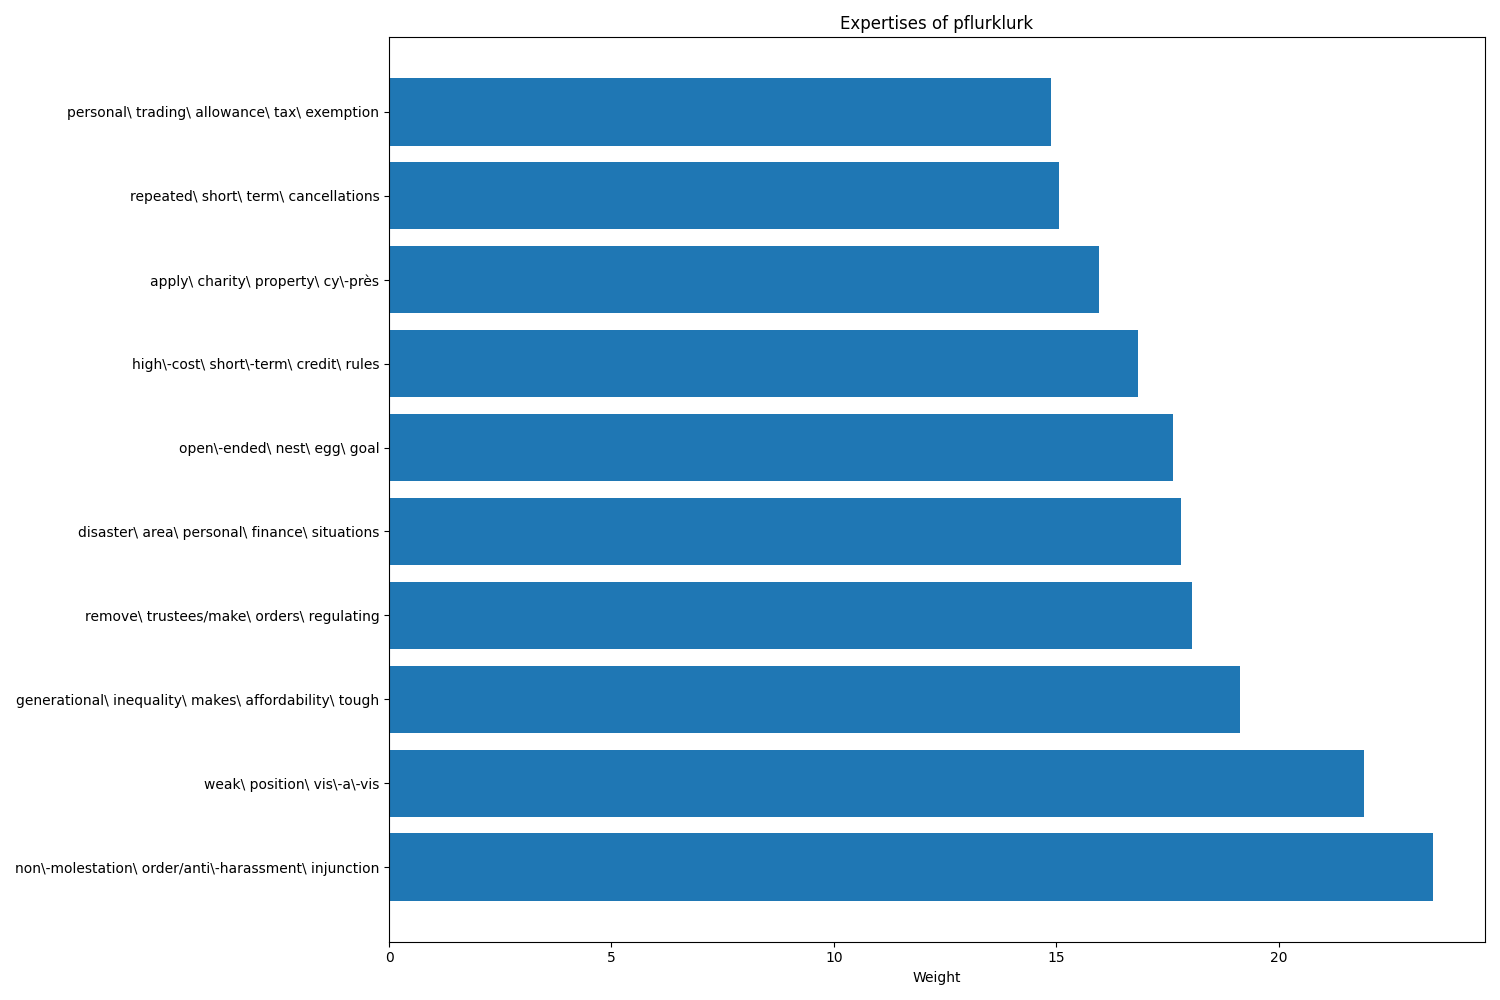 Expertises of pflurklurk
personal\ trading\ allowance\ tax\ exemption
repeated\ short\ term\ cancellations
apply\ charity\ property\ cy\-près
high\-cost\ short\-term\ credit\ rules
open\-ended\ nest\ egg\ goal
disaster\ area\ personal\ finance\ situations
remove\ trustees/make\ orders\ regulating
generational\ inequality\ makes\ affordability\ tough
weak\ position\ vis\-a\-vis
non\-molestation\ order/anti\-harassment\ injunction
0 5 10 15 20
Weight